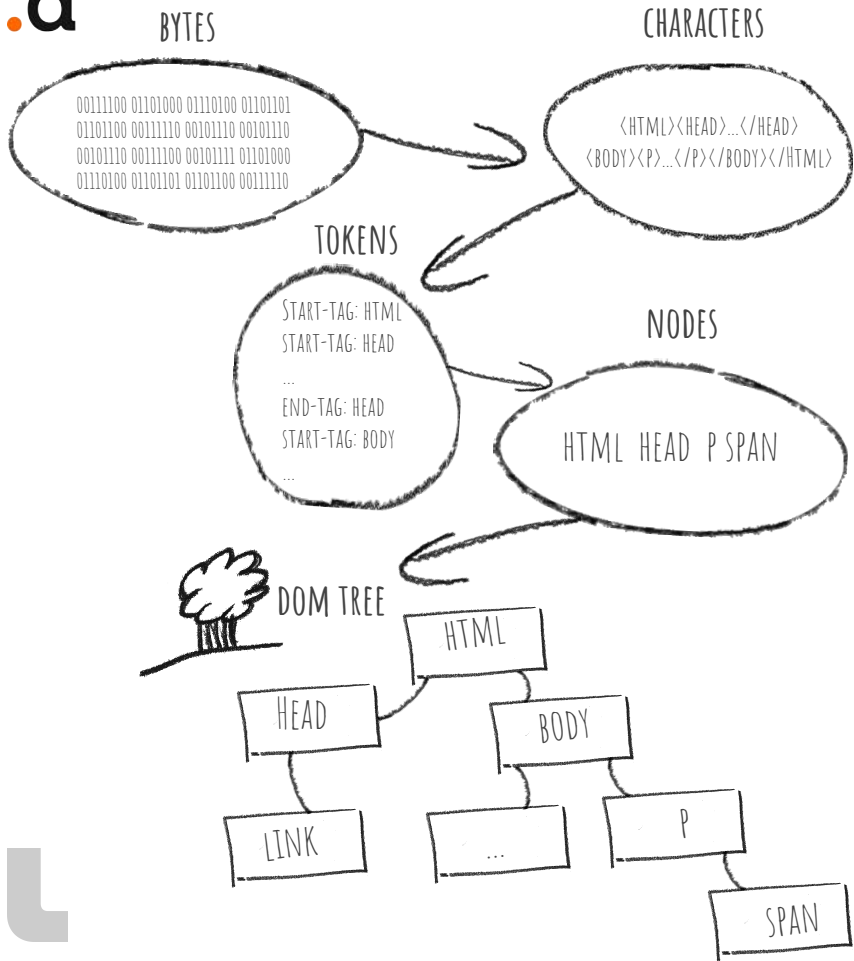 .d
BYTES
CHARACTERS
00111100 01101000 01110100 01101101
01101100 00111110 00101110 00101110
00101110 00111100 00101111 01101000
01110100 01101101 01101100 00111110
<HTML><HEAD>...</HEAD>
<BODY><P>...</P></BODY></HTML>
TOKENS
START-TAG: HTML
START-TAG: HEAD
...
END-TAG: HEAD
START-TAG: BODY
...
NODES
HTML HEAD P SPAN
DOM TREE
HTML
HEAD
BODY
LINK
...
P
SPAN